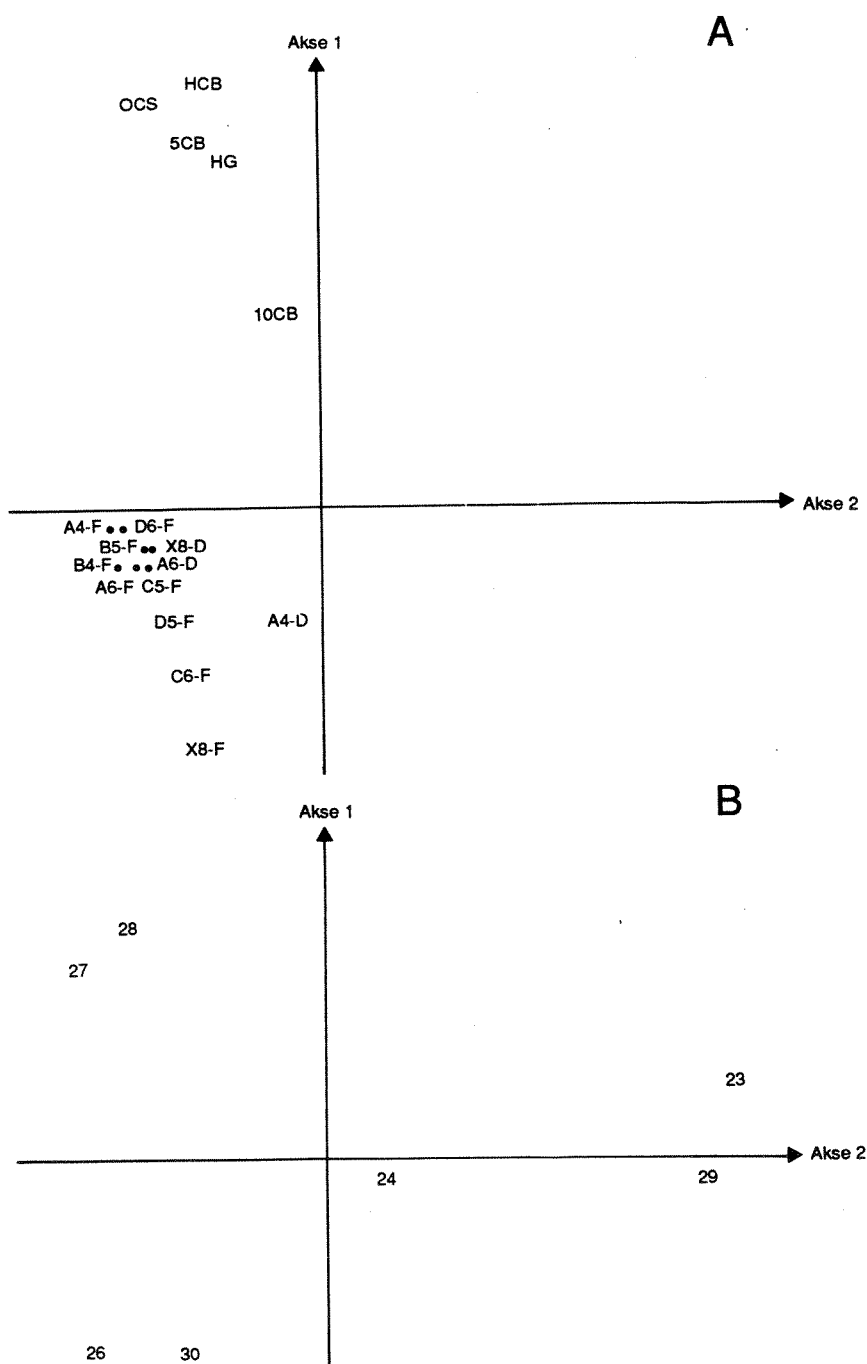 A
Akse 1
HCB
OCS
5CB
HG
10CB
Akse 2
A4-F D6-F
B5-F X8-D
B4-F A6-D
A6-F C5-F
D5-F A4-D
C6-F
X8-F
B
Akse 1
28
27
23
Akse 2
24 29
26 30